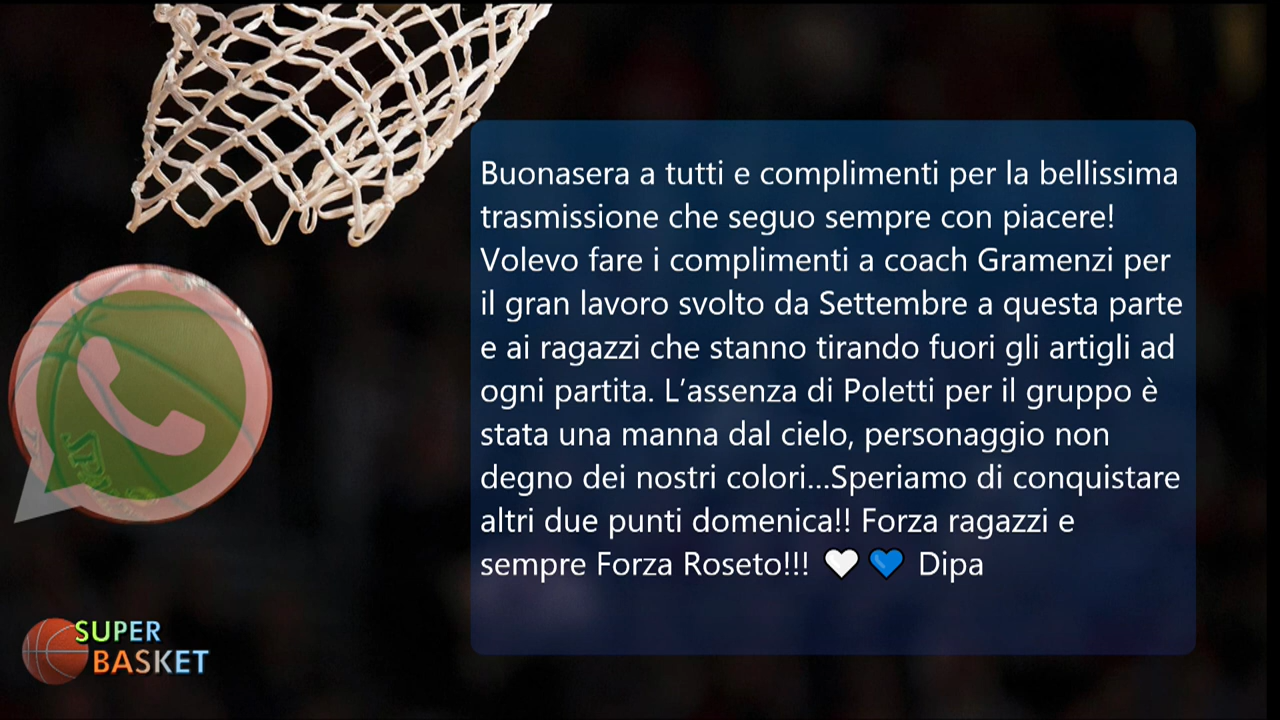 Buonasera a tutti e complimenti per la bellissima
trasmissione che seguo sempre con piacere!
Volevo fare i complimenti a coach Gramenzi per
il gran lavoro svolto da Settembre a questa parte
e ai ragazzi che stanno tirando fuori gli artigli ad
ogni partita. L’assenza di Poletti per il gruppo è
stata una manna dal cielo, personaggio non
degno dei nostri colori...Speriamo di conquistare
altri due punti domenica!! Forza ragazzi e
sempre Forza Roseto!!! 🤍💙 Dipa
SUPER
BASKET